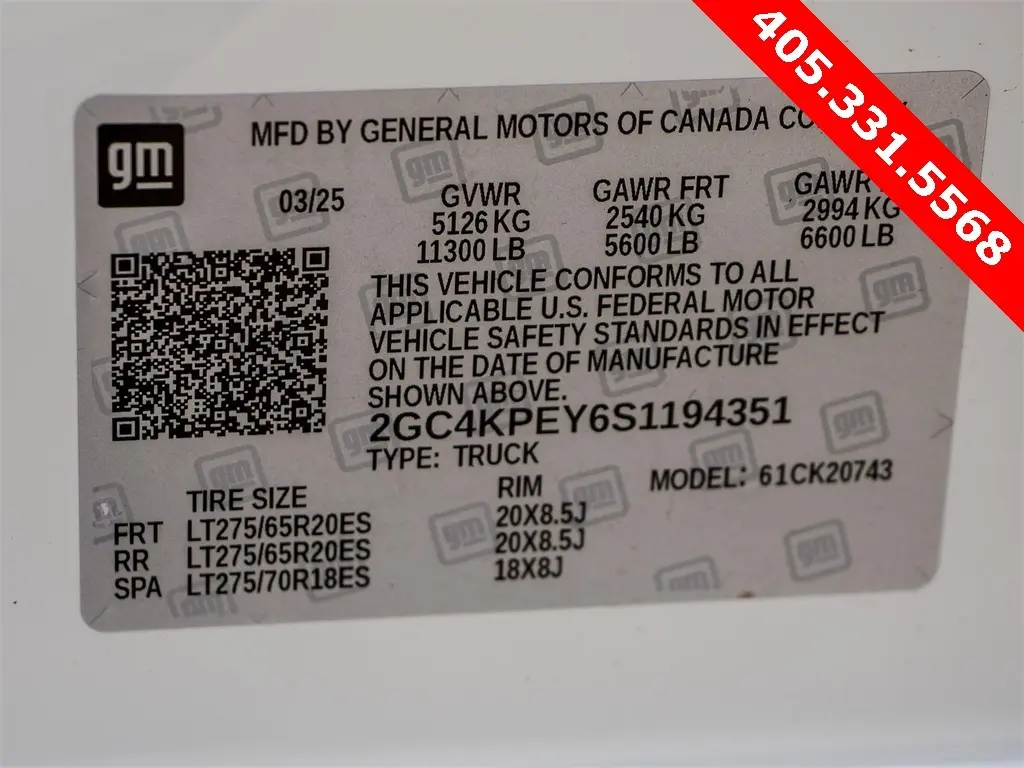 405.331.5568
gm
MFD BY GENERAL MOTORS OF CANADA
03/25
GVWR GAWR FRT GAWR
5126 KG 2540 KG 2994 KG
11300 LB 5600 LB 6600 LB
THIS VEHICLE CONFORMS TO ALL
APPLICABLE U.S. FEDERAL MOTOR
VEHICLE SAFETY STANDARDS IN EFFECT
ON THE DATE OF MANUFACTURE
SHOWN ABOVE.
2GC4KPEY6S1194351
TYPE: TRUCK
MODEL: 61CK20743
TIRE SIZE RIM
FRT LT275/65R20ES 20X8.5J
RR LT275/65R20ES 20X8.5J
SPA LT275/70R18ES 18X8J